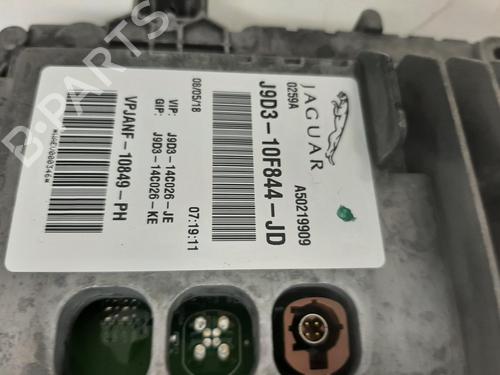 JAGUAR
0259A
A50219909
J9D3-10F844-JD
08/05/18
07:19:11
VIP: J9D3-14C026-JE
GIP: J9D3-14C026-KE
VPJANF-10849-PH
B-PARTS